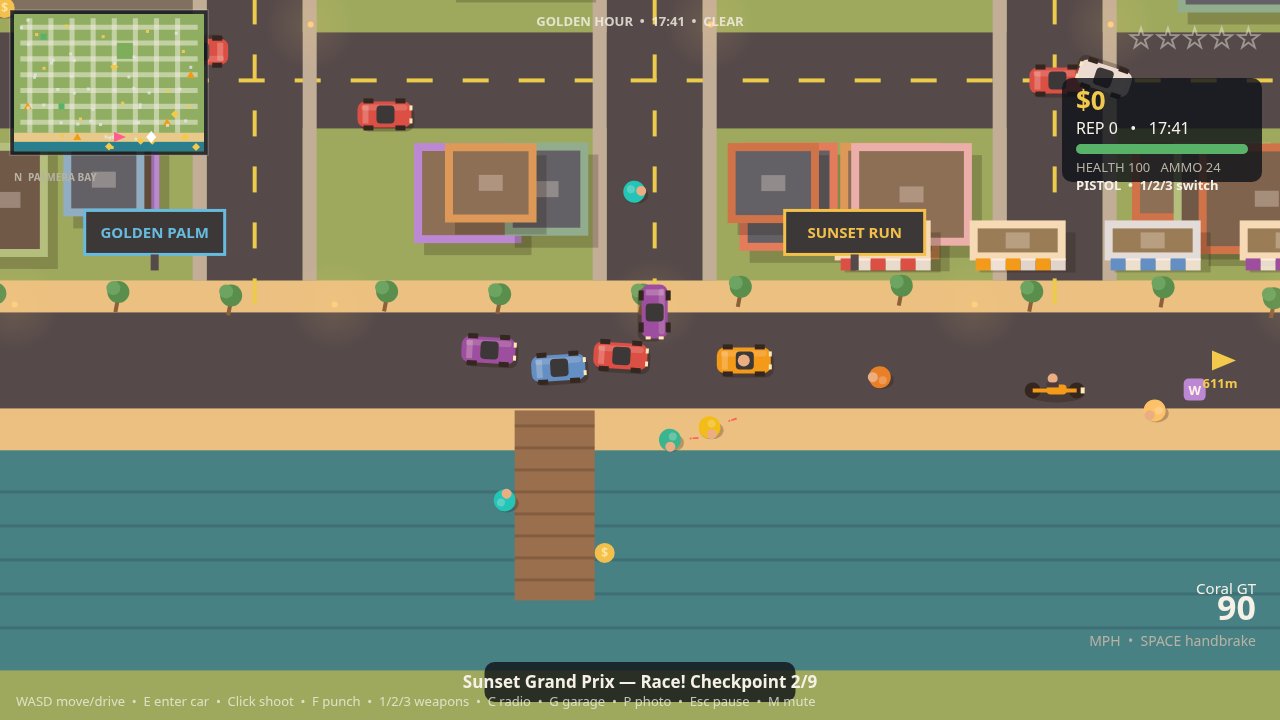 GOLDEN HOUR • 17:41 • CLEAR
$
$0
REP 0 • 17:41
HEALTH 100 AMMO 24
PISTOL • 1/2/3 switch
N PALMERA BAY
GOLDEN PALM
SUNSET RUN
W
611m
$
Coral GT
90
MPH • SPACE handbrake
Sunset Grand Prix — Race! Checkpoint 2/9
WASD move/drive • E enter car • Click shoot • F punch • 1/2/3 weapons • C radio • G garage • P photo • Esc pause • M mute